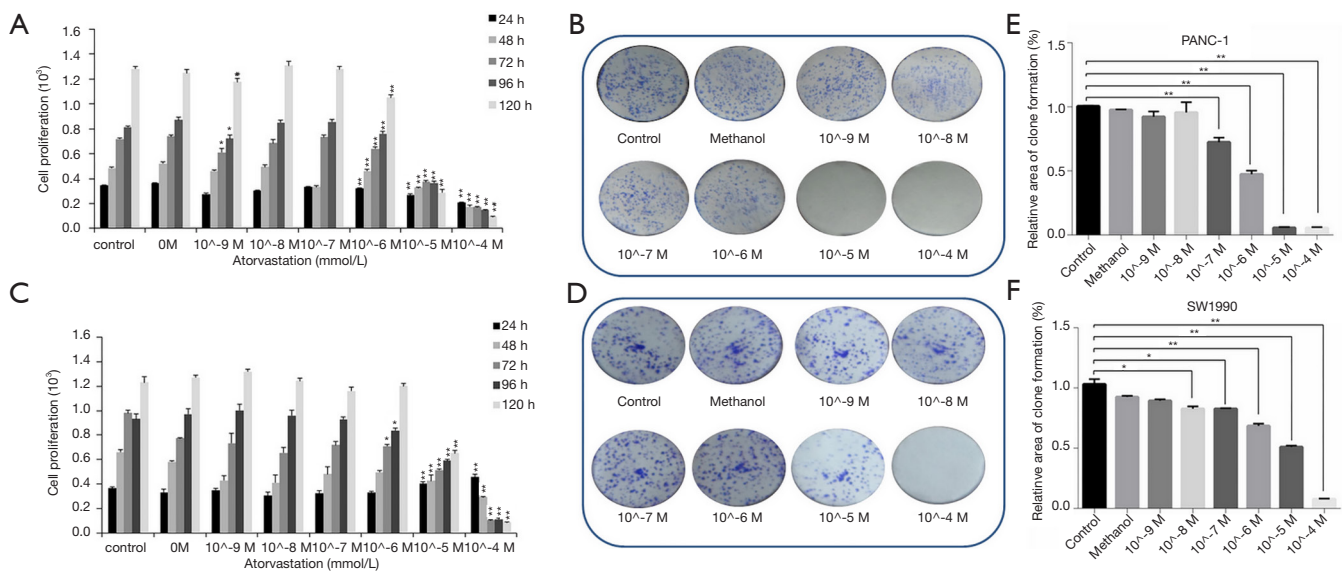 A
Cell proliferation (10³)
1.6
1.4
1.2
1.0
0.8
0.6
0.4
0.2
0.0
24 h
48 h
72 h
96 h
120 h
control 0M 10^-9 M 10^-8 M 10^-7 M 10^-6 M 10^-5 M 10^-4 M
Atorvastation (mmol/L)
B
Control Methanol 10^-9 M 10^-8 M
10^-7 M 10^-6 M 10^-5 M 10^-4 M
E
PANC-1
Relatinve area of clone formation (%)
1.5
1.0
0.5
0.0
**
**
**
**
Control Methanol 10^-9 M 10^-8 M 10^-7 M 10^-6 M 10^-5 M 10^-4 M
C
Cell proliferation (10³)
1.6
1.4
1.2
1.0
0.8
0.6
0.4
0.2
0.0
24 h
48 h
72 h
96 h
120 h
control 0M 10^-9 M 10^-8 M 10^-7 M 10^-6 M 10^-5 M 10^-4 M
Atorvastation (mmol/L)
D
Control Methanol 10^-9 M 10^-8 M
10^-7 M 10^-6 M 10^-5 M 10^-4 M
F
SW1990
Relatinve area of clone formation (%)
1.5
1.0
0.5
0.0
**
**
**
*
*
Control Methanol 10^-9 M 10^-8 M 10^-7 M 10^-6 M 10^-5 M 10^-4 M